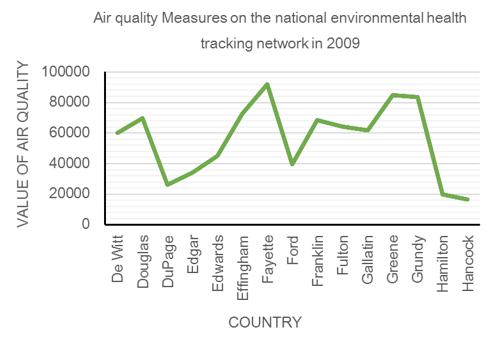 Air quality Measures on the national environmental health
tracking network in 2009
VALUE OF AIR QUALITY
100000
80000
60000
40000
20000
0
De Witt
Douglas
DuPage
Edgar
Edwards
Effingham
Fayette
Ford
Franklin
Fulton
Gallatin
Greene
Grundy
Hamilton
Hancock
COUNTRY